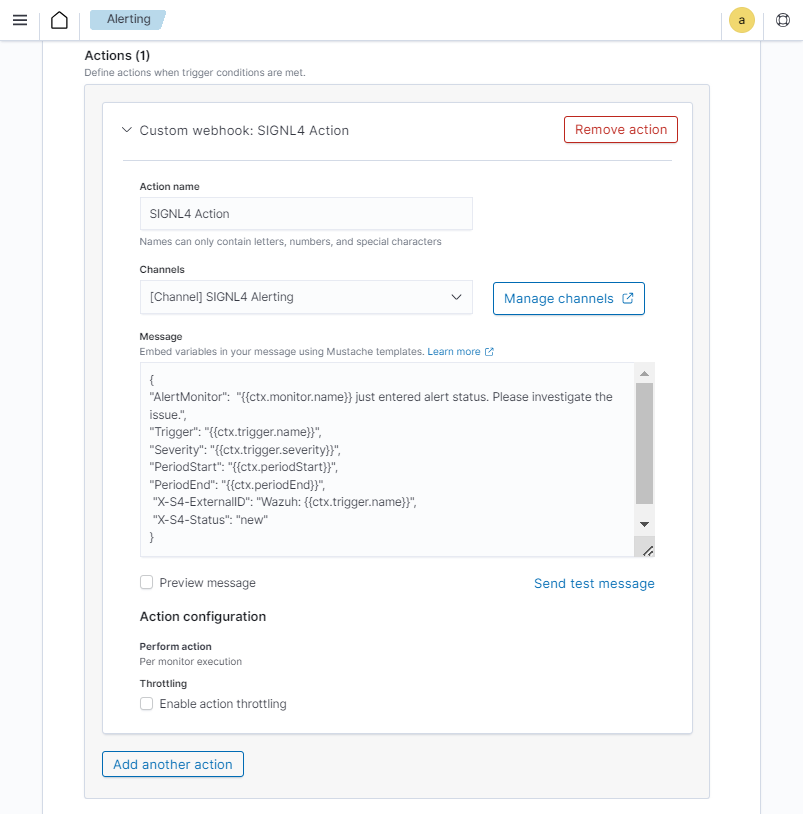 Alerting
a
Actions (1)
Define actions when trigger conditions are met.
Custom webhook: SIGNL4 Action
Remove action
Action name
SIGNL4 Action
Names can only contain letters, numbers, and special characters
Channels
[Channel] SIGNL4 Alerting
Manage channels
Message
Embed variables in your message using Mustache templates. Learn more
{
"AlertMonitor":  "{{ctx.monitor.name}} just entered alert status. Please investigate the
issue.",
"Trigger": "{{ctx.trigger.name}}",
"Severity": "{{ctx.trigger.severity}}",
"PeriodStart": "{{ctx.periodStart}}",
"PeriodEnd": "{{ctx.periodEnd}}",
"X-S4-ExternalID": "Wazuh: {{ctx.trigger.name}}",
"X-S4-Status": "new"
}
Preview message
Send test message
Action configuration
Perform action
Per monitor execution
Throttling
Enable action throttling
Add another action